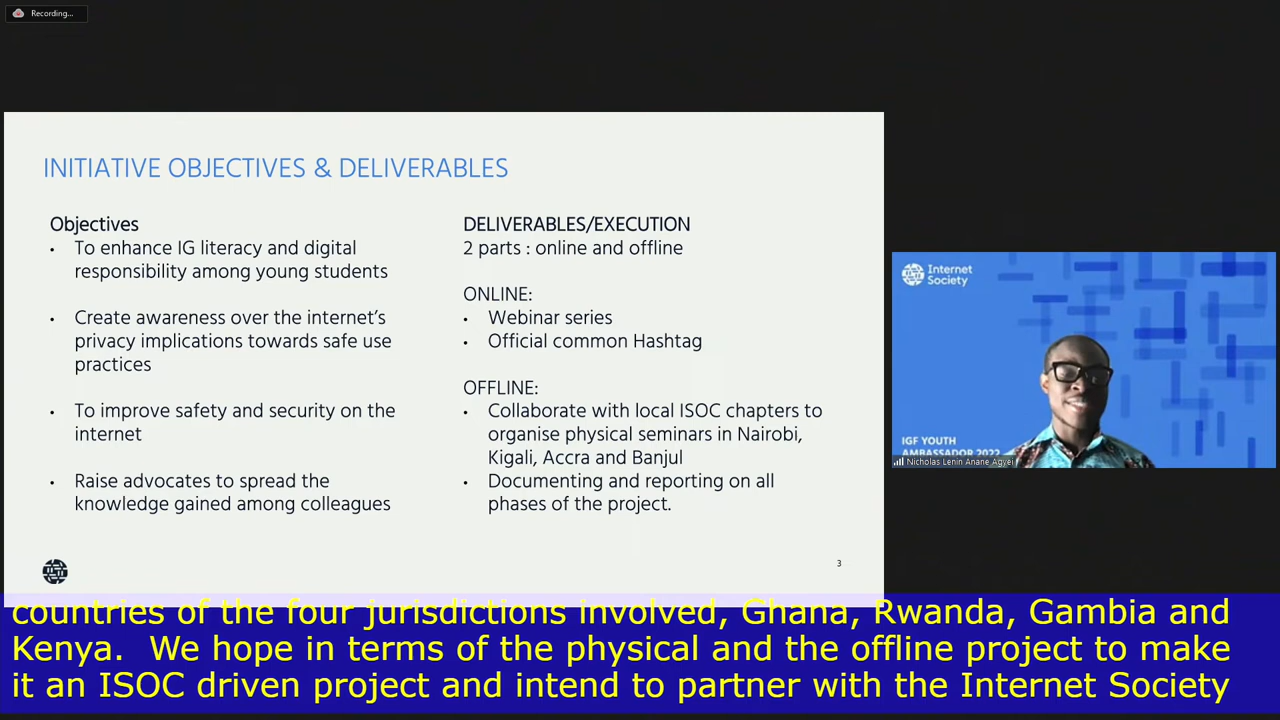 Recording...
INITIATIVE OBJECTIVES & DELIVERABLES
Objectives
• To enhance IG literacy and digital
responsibility among young students
• Create awareness over the internet's
privacy implications towards safe use
practices
• To improve safety and security on the
internet
• Raise advocates to spread the
knowledge gained among colleagues
DELIVERABLES/EXECUTION
2 parts : online and offline
ONLINE:
• Webinar series
• Official common Hashtag
OFFLINE:
• Collaborate with local ISOC chapters to
organise physical seminars in Nairobi,
Kigali, Accra and Banjul
• Documenting and reporting on all
phases of the project.
3
Internet
Society
IGF YOUTH
AMBASSADOR 2022
Nicholas Lenin Anane Agyei
countries of the four jurisdictions involved, Ghana, Rwanda, Gambia and
Kenya. We hope in terms of the physical and the offline project to make
it an ISOC driven project and intend to partner with the Internet Society